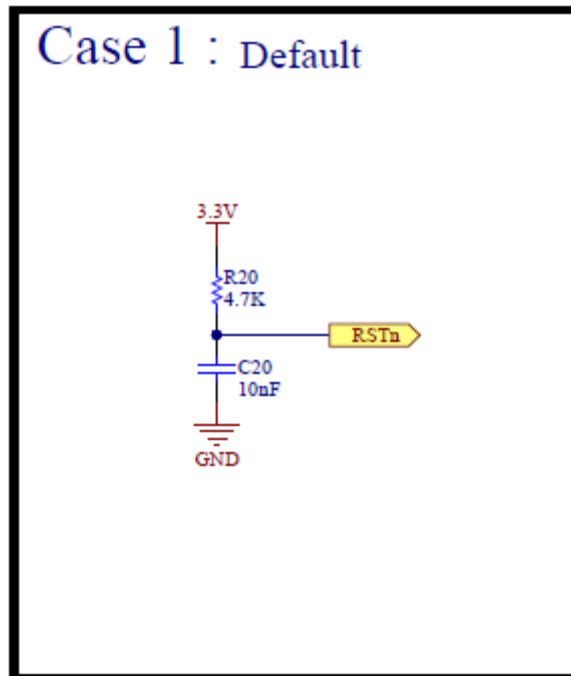 Case 1 : Default
3.3V
R20
4.7K
RSTn
C20
10nF
GND